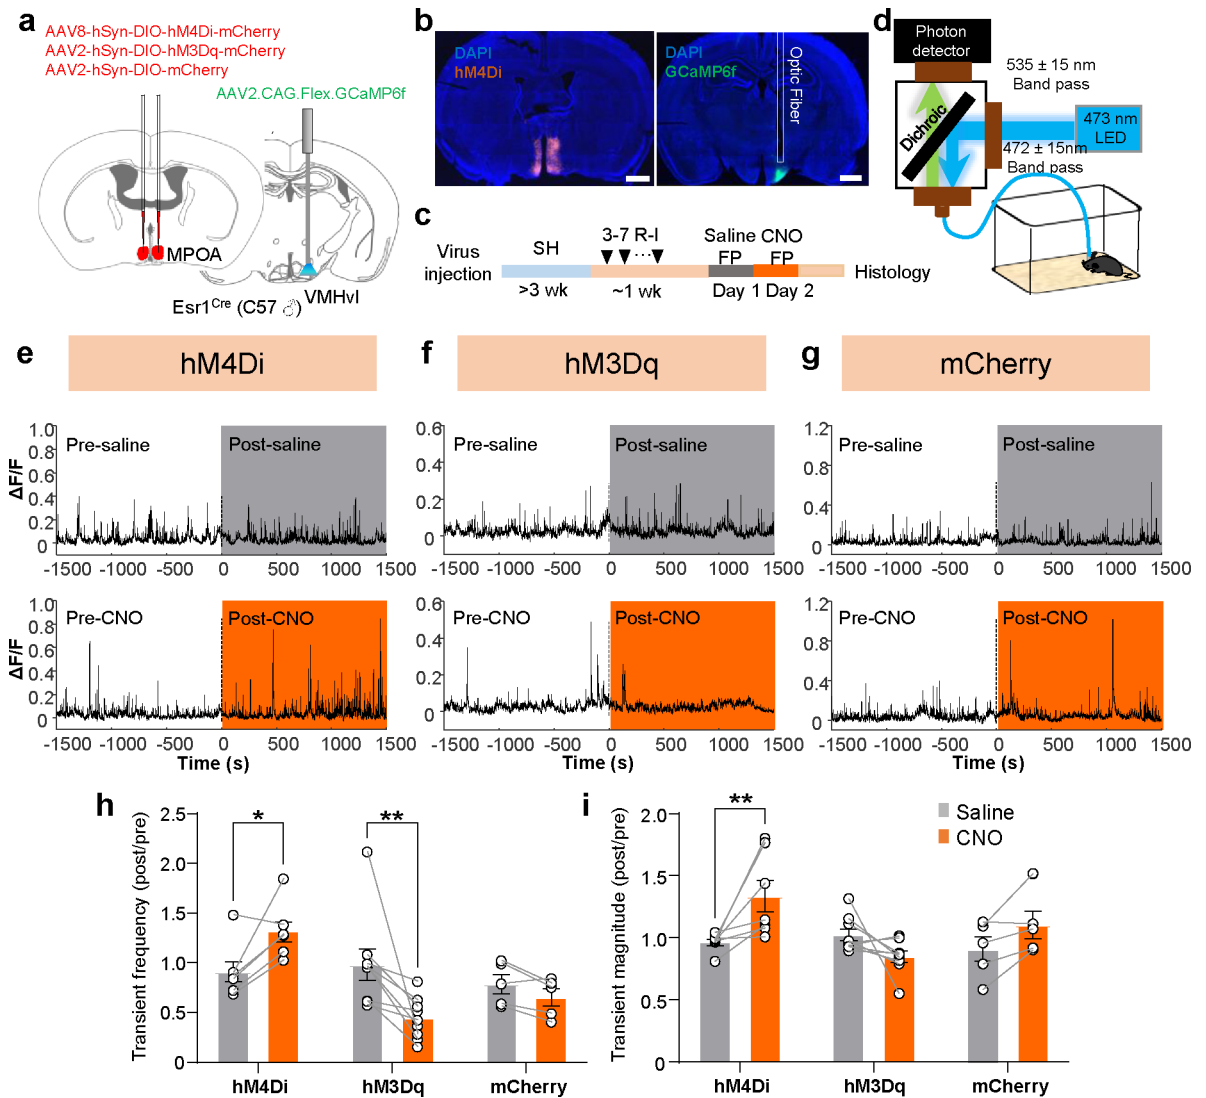 a
AAV8-hSyn-DIO-hM4Di-mCherry
AAV2-hSyn-DIO-hM3Dq-mCherry
AAV2-hSyn-DIO-mCherry
AAV2.CAG.Flex.GCaMP6f
MPOA
VMHvl
Esr1Cre (C57 ♂)
b
DAPI
hM4Di
DAPI
GCaMP6f
Optic Fiber
c
Virus
injection
SH
3-7 R-I
...
Saline CNO
FP FP
>3 wk
~1 wk
Day 1 Day 2
Histology
d
Photon
detector
535 ± 15 nm
Band pass
Dichroic
473 nm
LED
472 ± 15nm
Band pass
e
hM4Di
ΔF/F
1.0
0.8
0.6
0.4
0.2
0
Pre-saline
Post-saline
-1500 -1000 -500 0 500 1000 1500
ΔF/F
1.0
0.8
0.6
0.4
0.2
0
Pre-CNO
Post-CNO
-1500 -1000 -500 0 500 1000 1500
Time (s)
f
hM3Dq
0.6
0.4
0.2
0
Pre-saline
Post-saline
-1500 -1000 -500 0 500 1000 1500
0.6
0.4
0.2
0
Pre-CNO
Post-CNO
-1500 -1000 -500 0 500 1000 1500
Time (s)
g
mCherry
1.2
0.8
0.4
0
Pre-saline
Post-saline
-1500 -1000 -500 0 500 1000 1500
1.2
0.8
0.4
0
Pre-CNO
Post-CNO
-1500 -1000 -500 0 500 1000 1500
Time (s)
h
Transient frequency (post/pre)
2.5
2.0
1.5
1.0
0.5
0
*
**
hM4Di hM3Dq mCherry
i
Transient magnitude (post/pre)
2.0
1.5
1.0
0.5
0
**
Saline
CNO
hM4Di hM3Dq mCherry